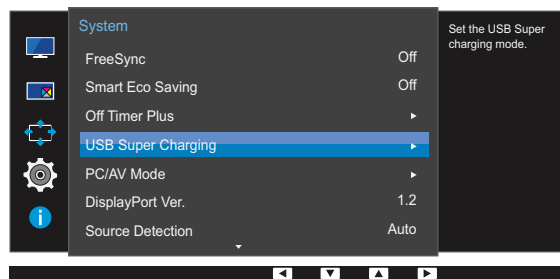 System
FreeSync Off
Smart Eco Saving Off
Off Timer Plus
USB Super Charging
PC/AV Mode
DisplayPort Ver. 1.2
Source Detection Auto
Set the USB Super
charging mode.